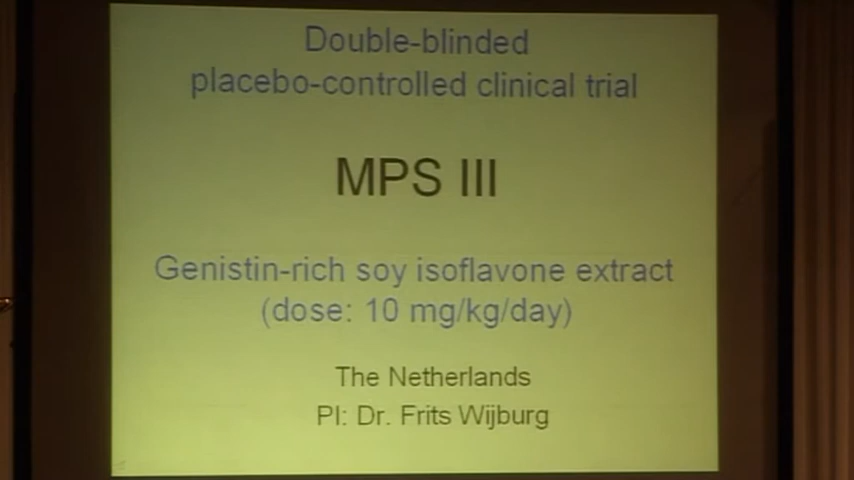 Double-blinded
placebo-controlled clinical trial
MPS III
Genistin-rich soy isoflavone extract
(dose: 10 mg/kg/day)
The Netherlands
PI: Dr. Frits Wijburg